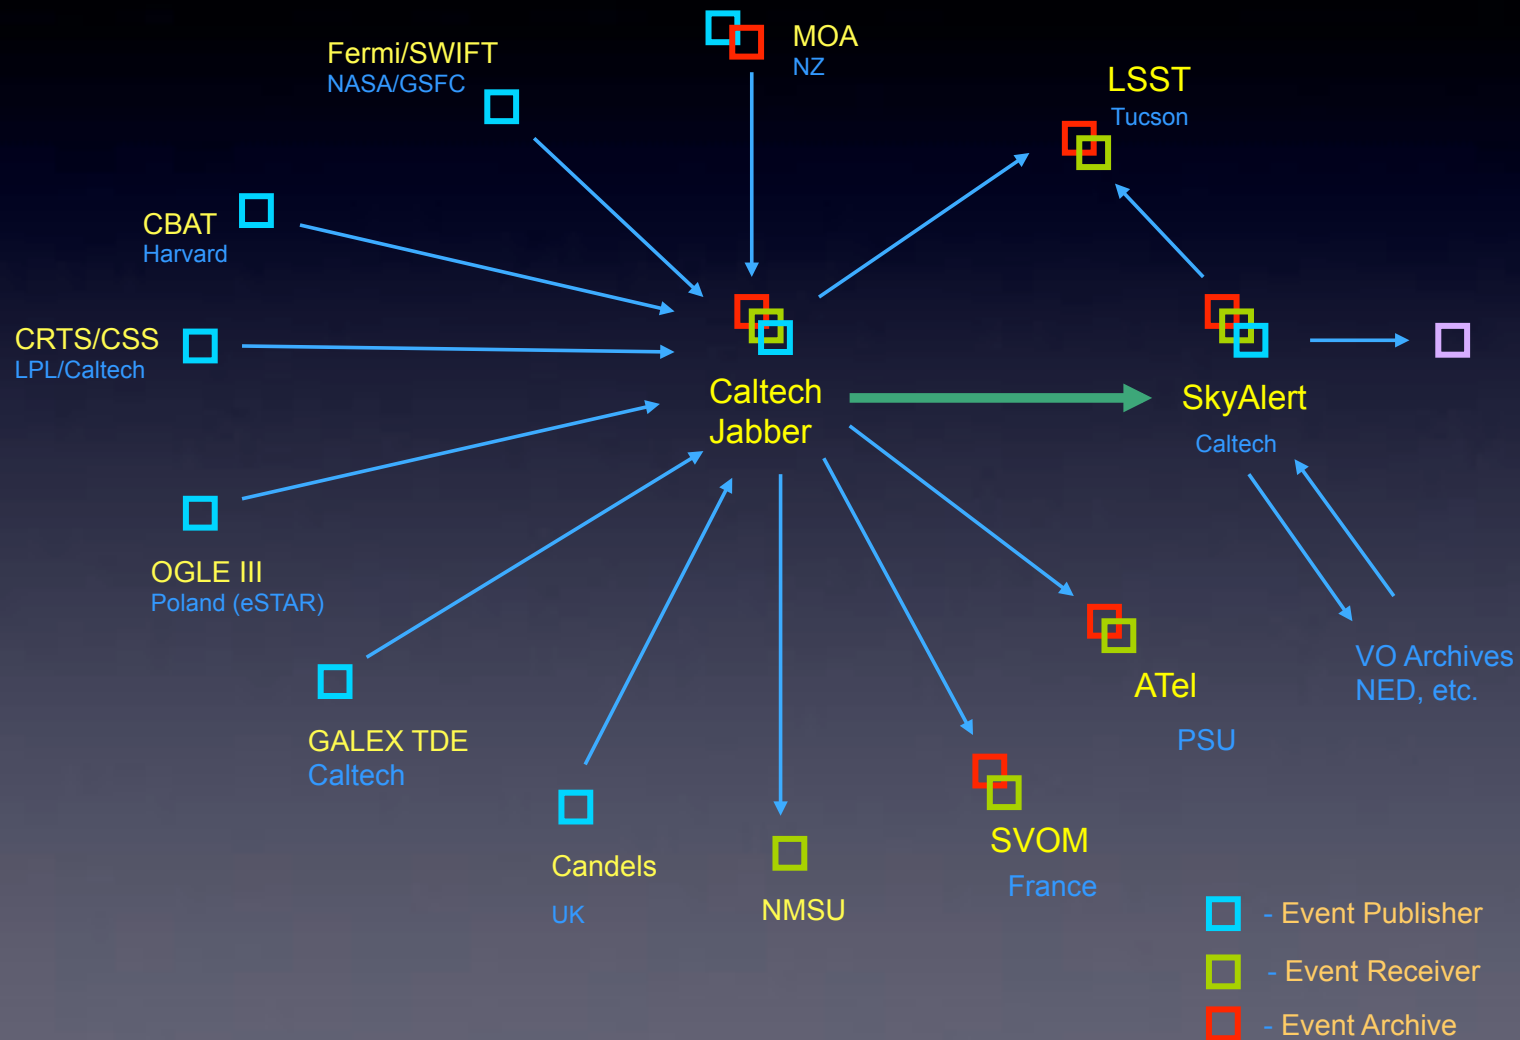 MOA
NZ
Fermi/SWIFT
NASA/GSFC
LSST
Tucson
CBAT
Harvard
CRTS/CSS
LPL/Caltech
Caltech
Jabber
SkyAlert
Caltech
OGLE III
Poland (eSTAR)
VO Archives
NED, etc.
ATel
PSU
GALEX TDE
Caltech
SVOM
France
Candels
UK
NMSU
- Event Publisher
- Event Receiver
- Event Archive